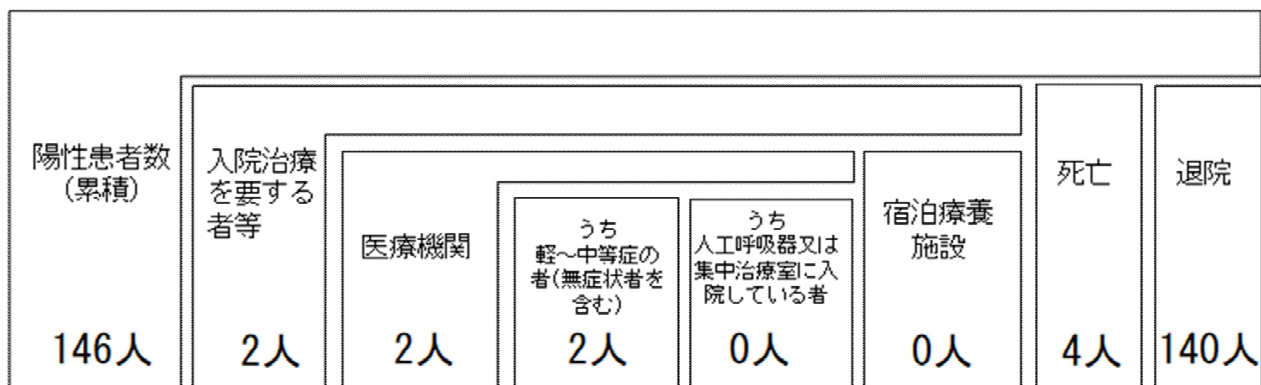 陽性患者数
(累積)
146人
入院治療
を要する
者等
2人
医療機関
2人
うち
軽～中等症の
者(無症状者を
含む)
2人
うち
人工呼吸器又は
集中治療室に入
院している者
0人
宿泊療養
施設
0人
死亡
4人
退院
140人